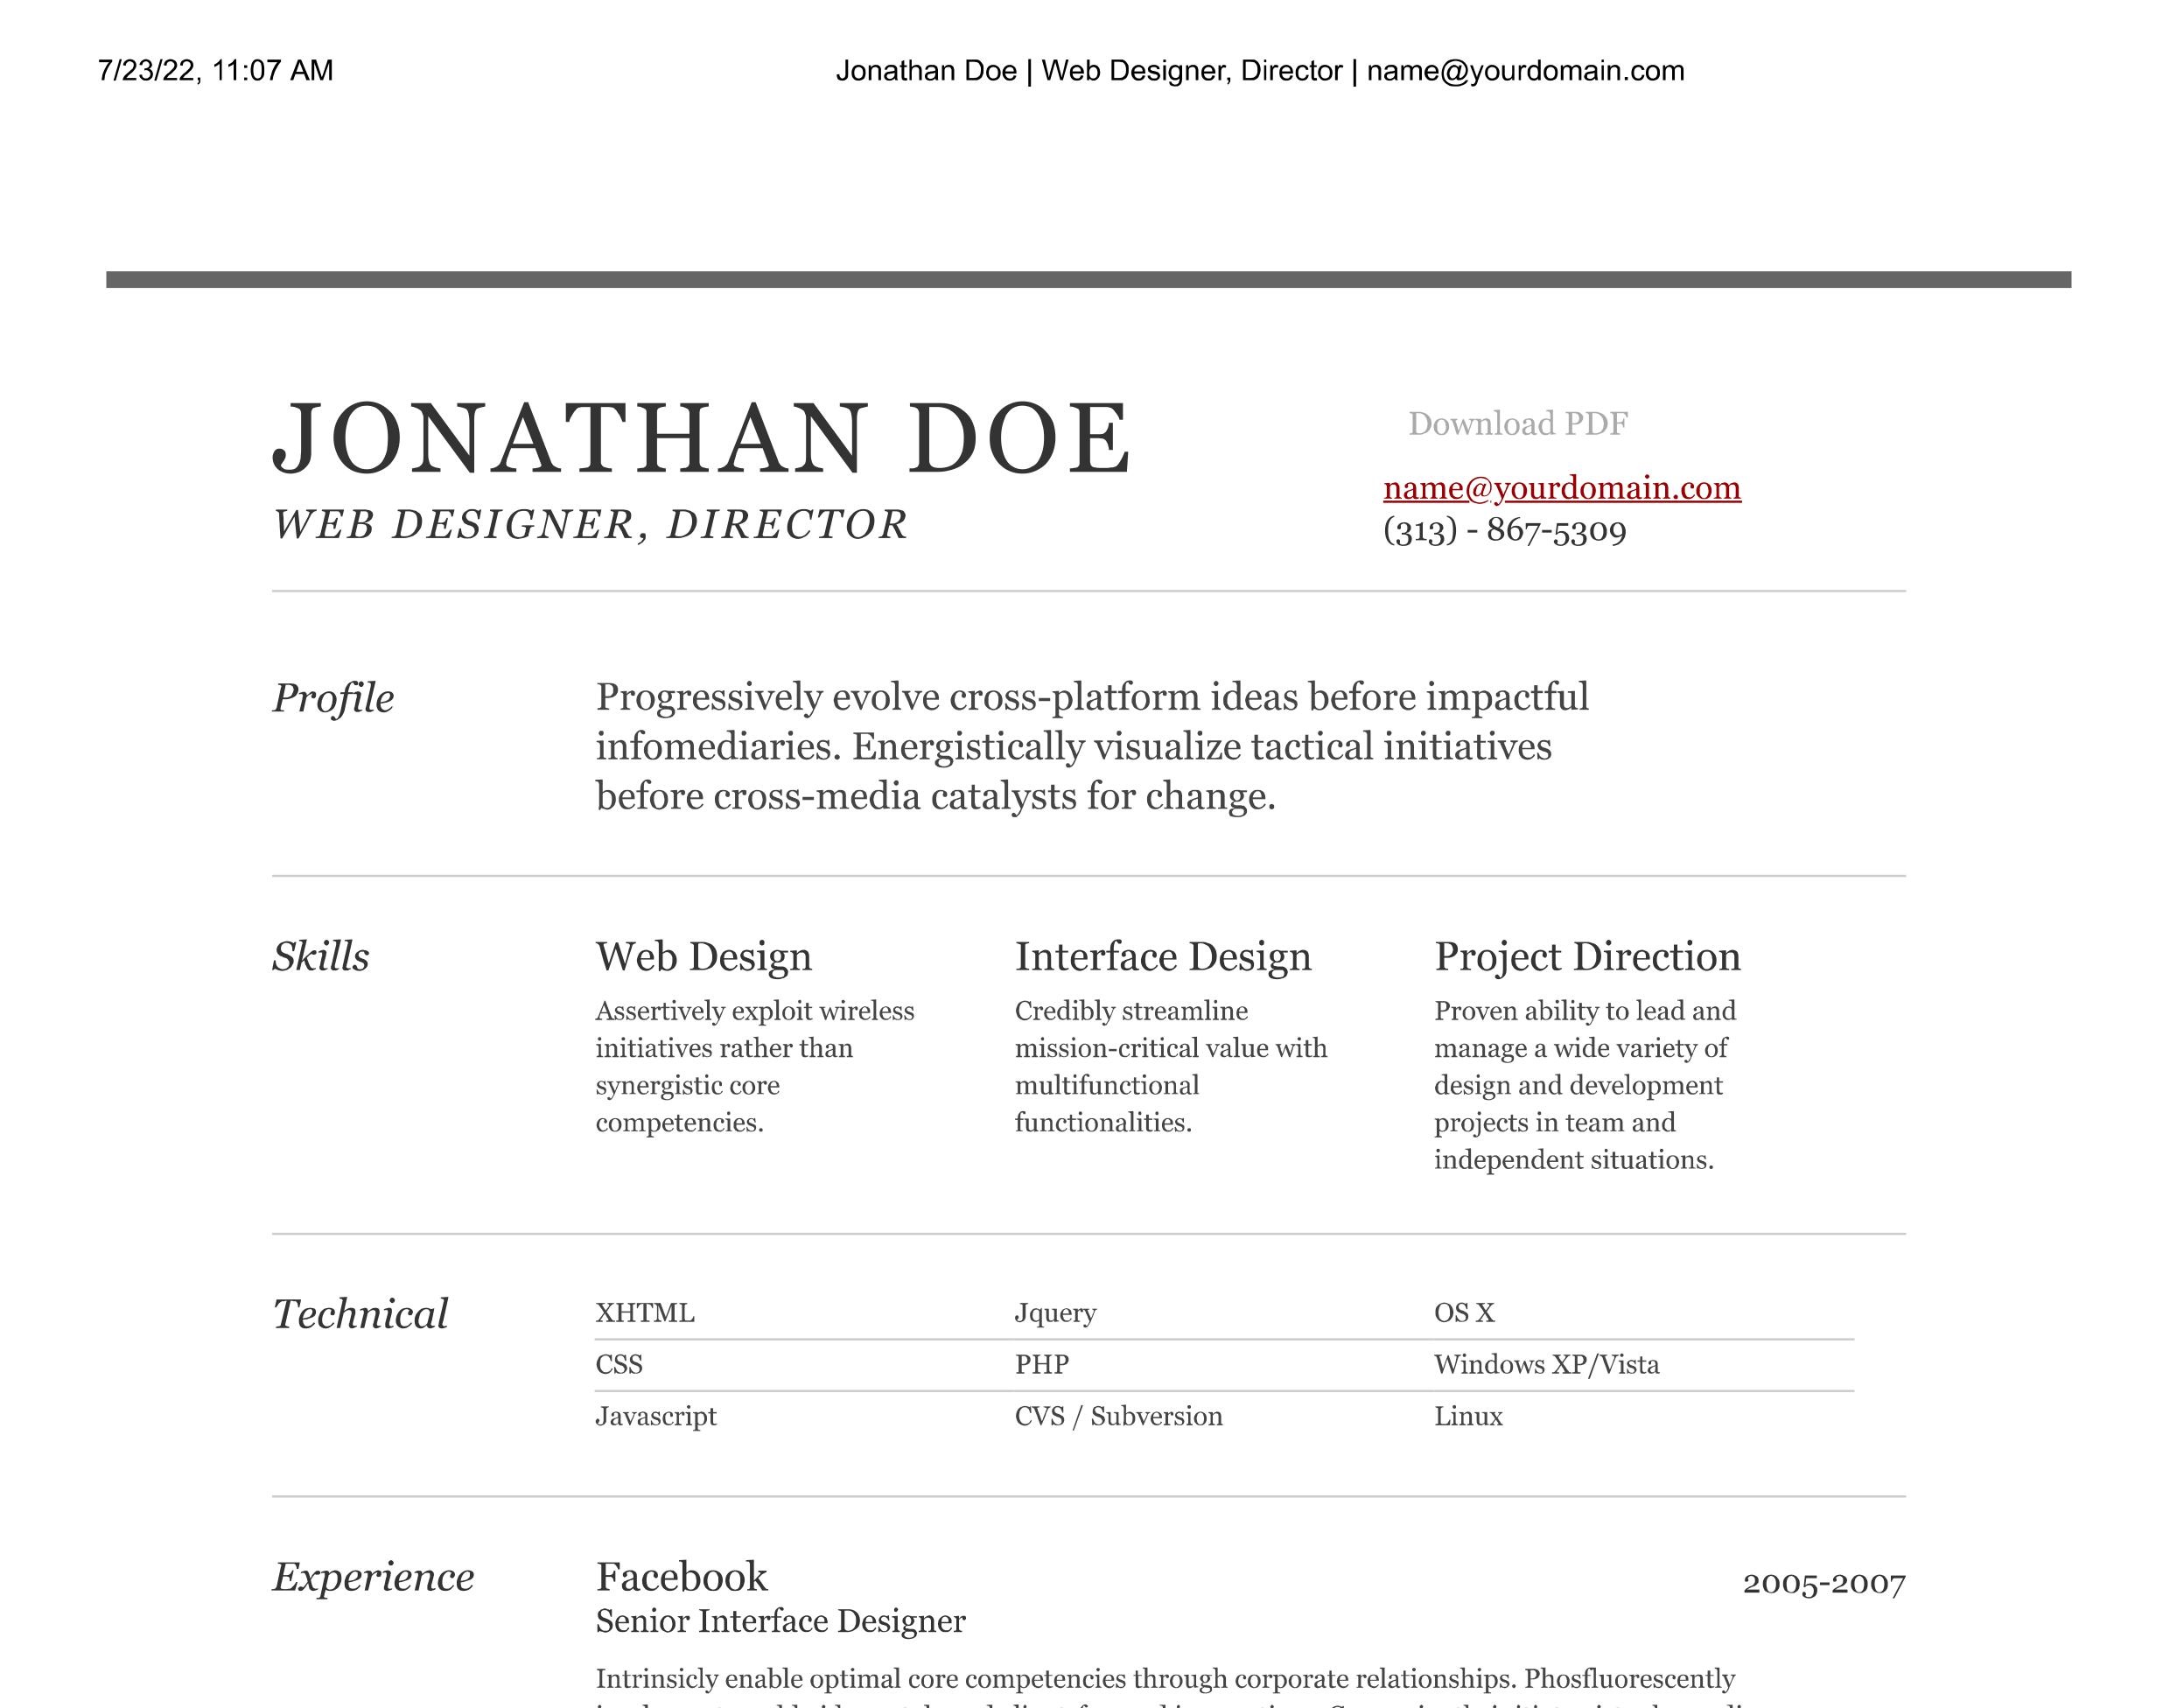 7/23/22, 11:07 AM
Jonathan Doe | Web Designer, Director | name@yourdomain.com
JONATHAN DOE
WEB DESIGNER, DIRECTOR
Download PDF
name@yourdomain.com
(313) - 867-5309
Profile
Progressively evolve cross-platform ideas before impactful
infomediaries. Energistically visualize tactical initiatives
before cross-media catalysts for change.
Skills
Web Design
Assertively exploit wireless
initiatives rather than
synergistic core
competencies.
Interface Design
Credibly streamline
mission-critical value with
multifunctional
functionalities.
Project Direction
Proven ability to lead and
manage a wide variety of
design and development
projects in team and
independent situations.
Technical
XHTML Jquery OS X
CSS PHP Windows XP/Vista
Javascript CVS / Subversion Linux
Experience
Facebook 2005-2007
Senior Interface Designer
Intrinsicly enable optimal core competencies through corporate relationships. Phosfluorescently